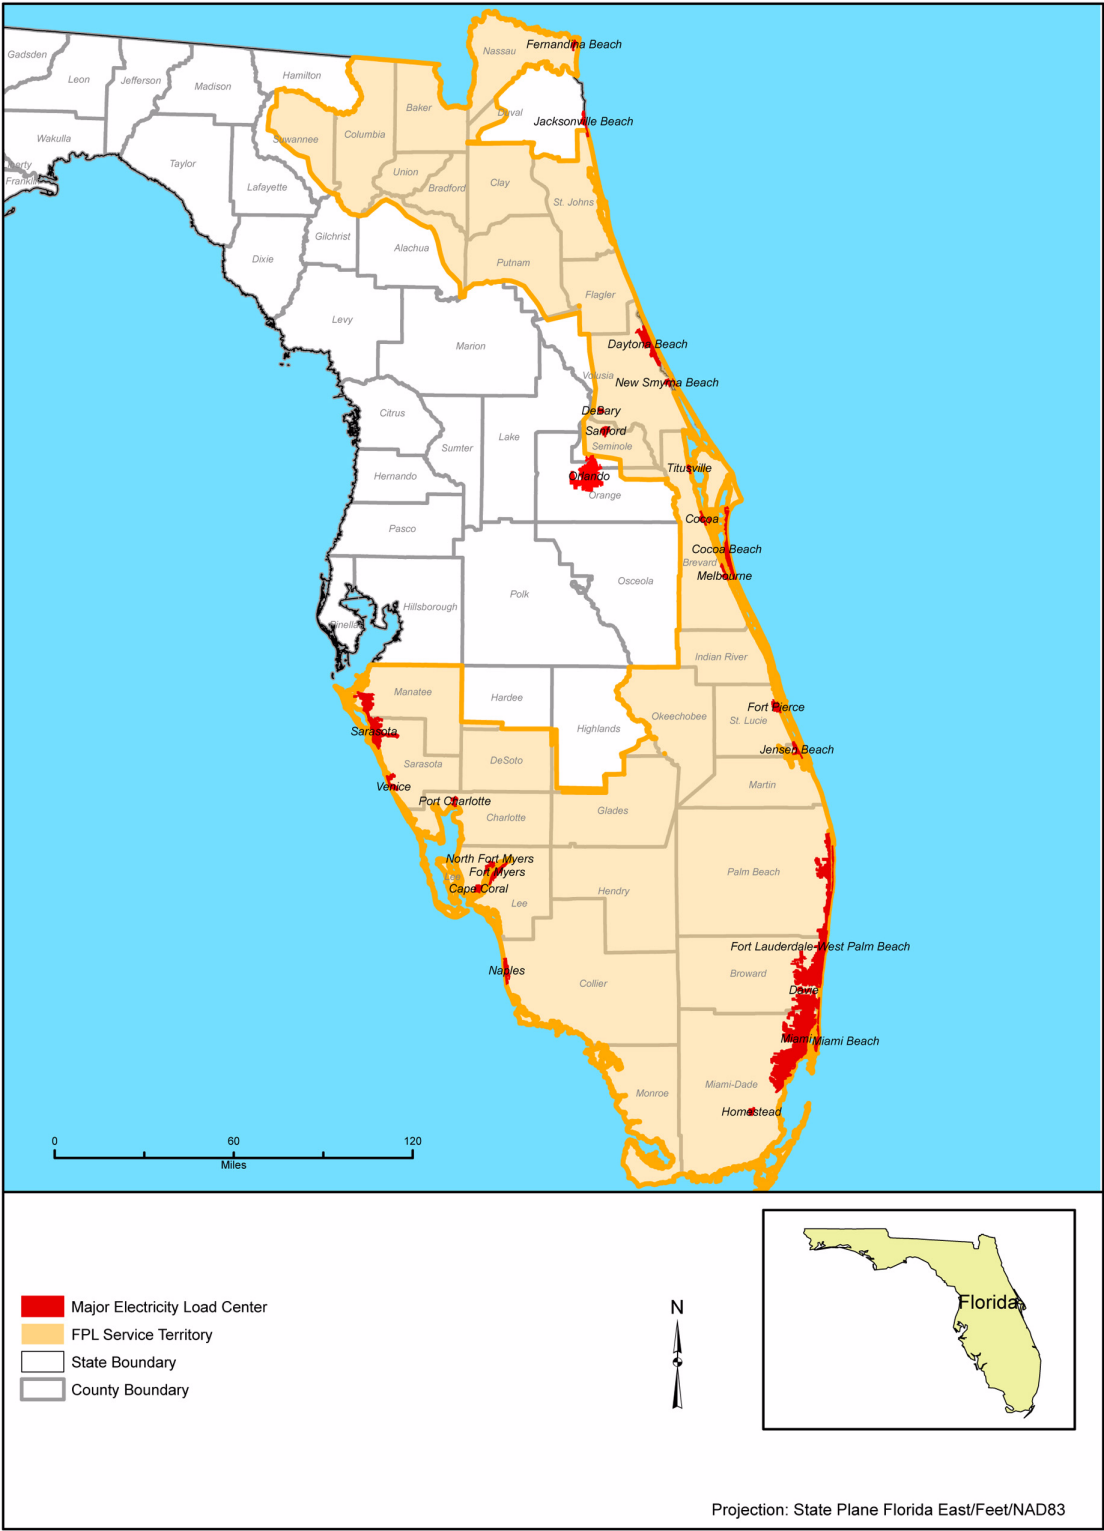 Nassau
Fernandina Beach
Gadsden
Leon
Jefferson
Madison
Hamilton
Baker
Duval
Jacksonville Beach
Wakulla
Taylor
Suwannee
Columbia
Union
Bradford
Clay
St. Johns
Lafayette
Franklin
Gilchrist
Alachua
Dixie
Putnam
Flagler
Levy
Marion
Daytona Beach
Volusia
New Smyrna Beach
Citrus
DeBary
Sanford
Sumter
Lake
Seminole
Titusville
Hernando
Orlando
Orange
Pasco
Cocoa
Cocoa Beach
Brevard
Melbourne
Osceola
Polk
Hillsborough
Pinellas
Indian River
Manatee
Hardee
Highlands
Okeechobee
Fort Pierce
St. Lucie
Sarasota
Jensen Beach
Sarasota
DeSoto
Venice
Martin
Port Charlotte
Charlotte
Glades
North Fort Myers
Fort Myers
Lee
Cape Coral
Lee
Hendry
Palm Beach
Fort Lauderdale-West Palm Beach
Naples
Collier
Broward
Davie
Miami
Miami Beach
Monroe
Miami-Dade
Homestead
0 60 120
Miles
Major Electricity Load Center
FPL Service Territory
State Boundary
County Boundary
N
Florida
Projection: State Plane Florida East/Feet/NAD83